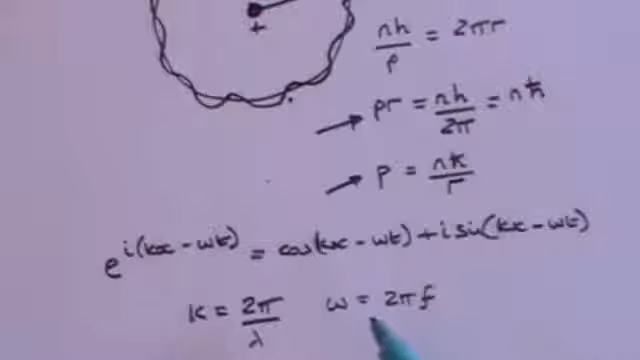 +
nh/p = 2πr
→ pr = nh/2π = nħ
→ p = nħ/r
e^i(kx - ωt) = cos(kx - ωt) + i sin(kx - ωt)
k = 2π/λ ω = 2πf